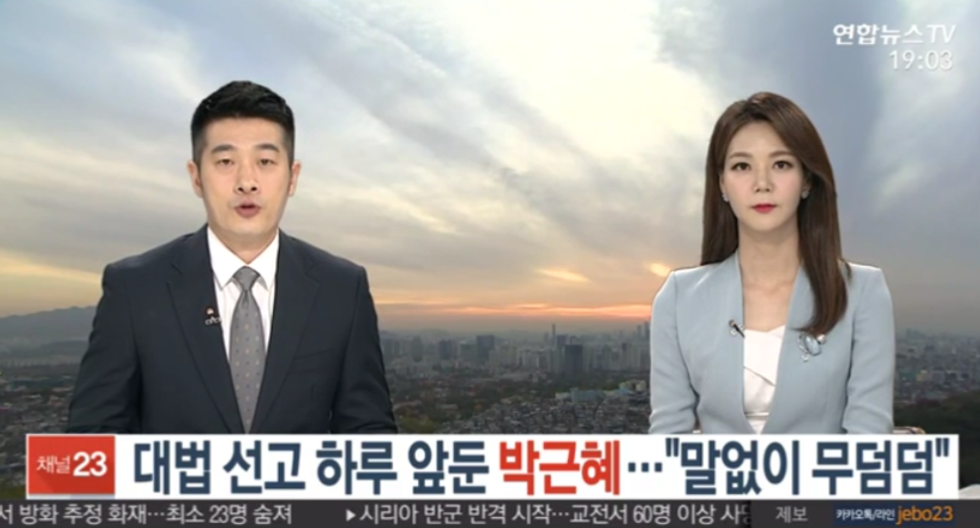 연합뉴스TV
19:03
채널 23
대법 선고 하루 앞둔 박근혜…"말없이 무덤덤"
서 방화 추정 화재…최소 23명 숨져 ▶시리아 반군 반격 시작…교전서 60명 이상 사 제보 카카오톡/라인 jebo23